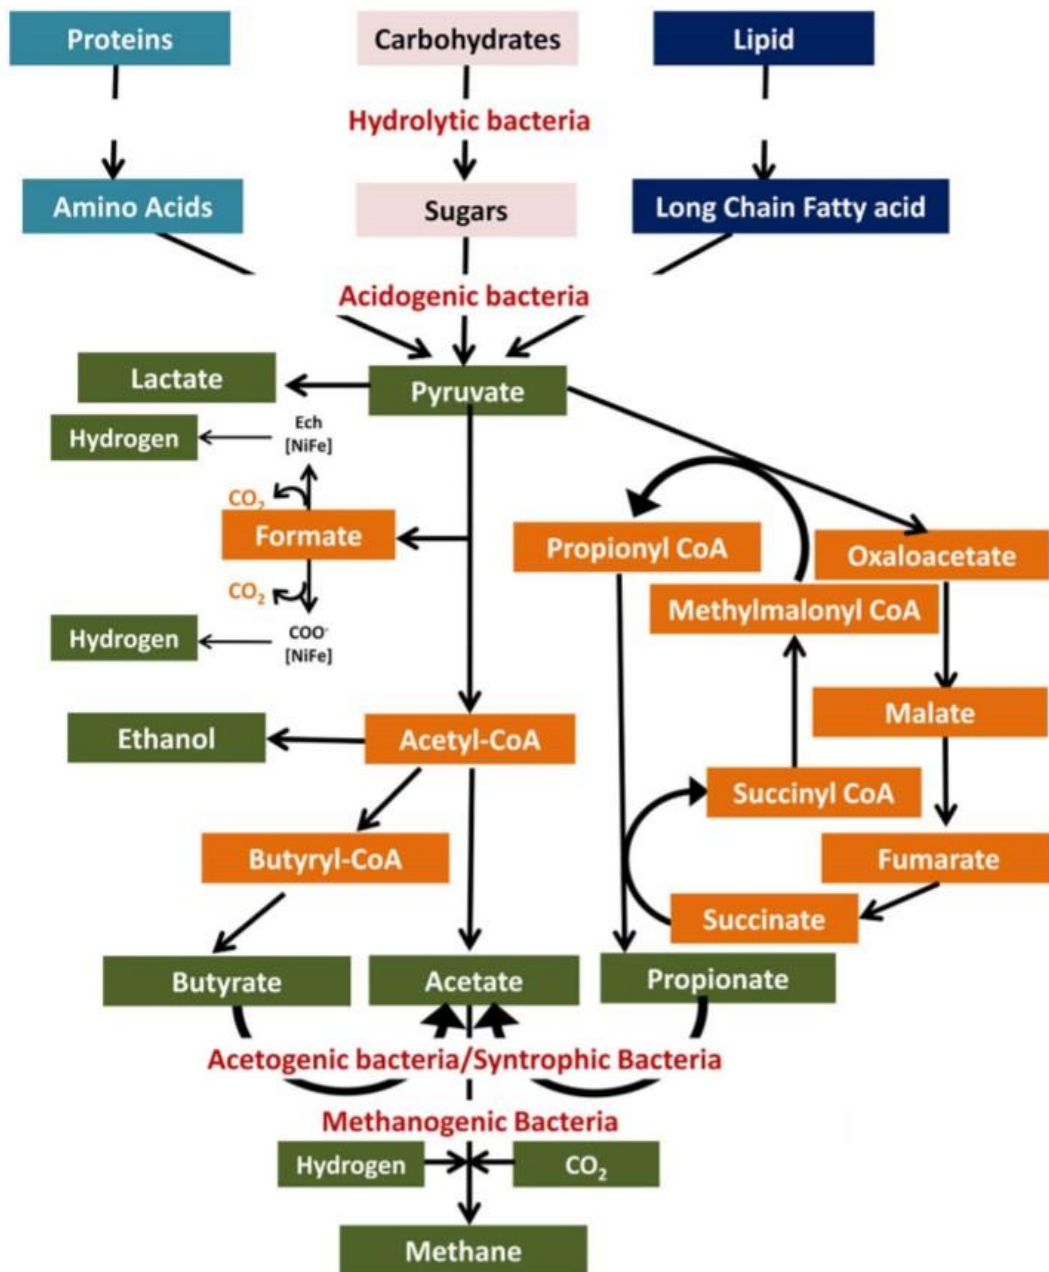 Proteins
Carbohydrates
Lipid
Hydrolytic bacteria
Amino Acids
Sugars
Long Chain Fatty acid
Acidogenic bacteria
Lactate
Pyruvate
Hydrogen
Ech
[NiFe]
CO2
Formate
Propionyl CoA
Oxaloacetate
CO2
Methylmalonyl CoA
Hydrogen
COO-
[NiFe]
Ethanol
Acetyl-CoA
Malate
Succinyl CoA
Butyryl-CoA
Fumarate
Succinate
Butyrate
Acetate
Propionate
Acetogenic bacteria/Syntrophic Bacteria
Methanogenic Bacteria
Hydrogen
CO2
Methane